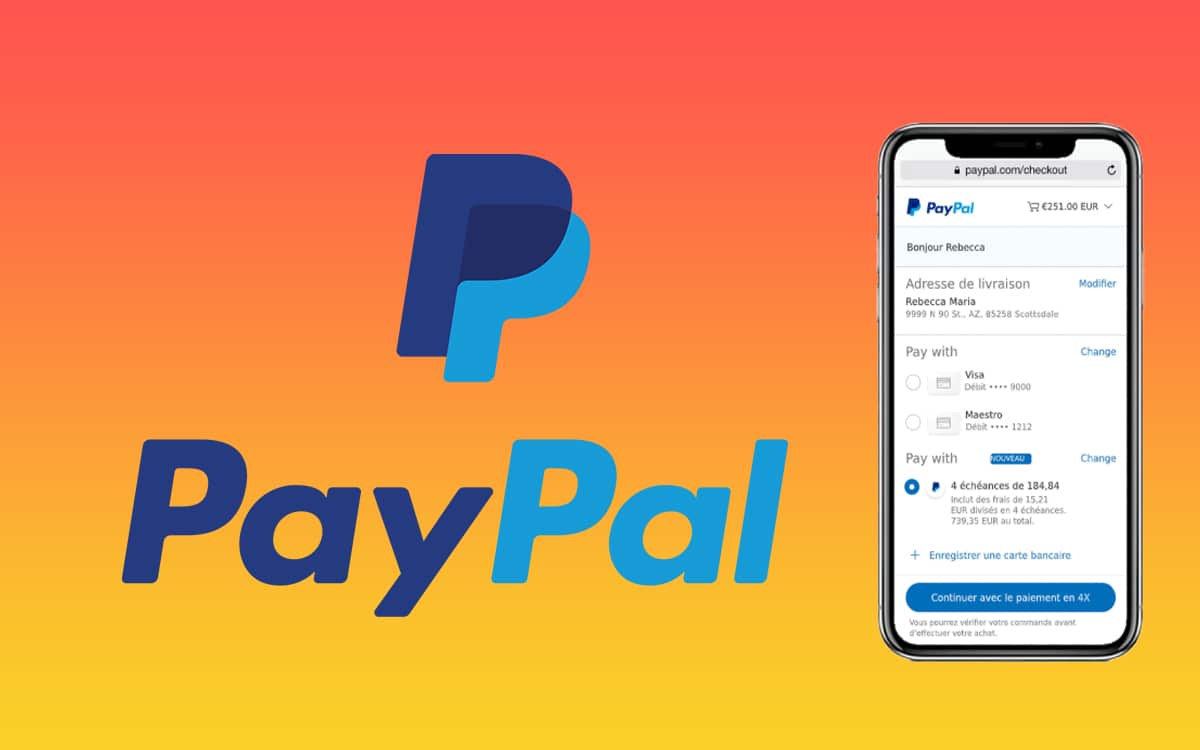 PayPal
paypal.com/checkout
PayPal €251.00 EUR
Bonjour Rebecca
Adresse de livraison Modifier
Rebecca Maria
9999 N 90 St., AZ, 85258 Scottsdale
Pay with Change
Visa
Débit •••• 9000
Maestro
Débit •••• 1212
Pay with NOUVEAU Change
4 échéances de 184,84
Inclut des frais de 15,21
EUR divisés en 4 échéances.
739,35 EUR au total.
+ Enregistrer une carte bancaire
Continuer avec le paiement en 4X
Vous pourrez vérifier votre commande avant
d'effectuer votre achat.